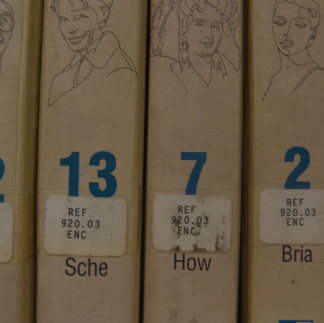 13
REF
920.03
ENC
Sche
7
REF
920.03
ENC
How
2
REF
920.03
ENC
Bria